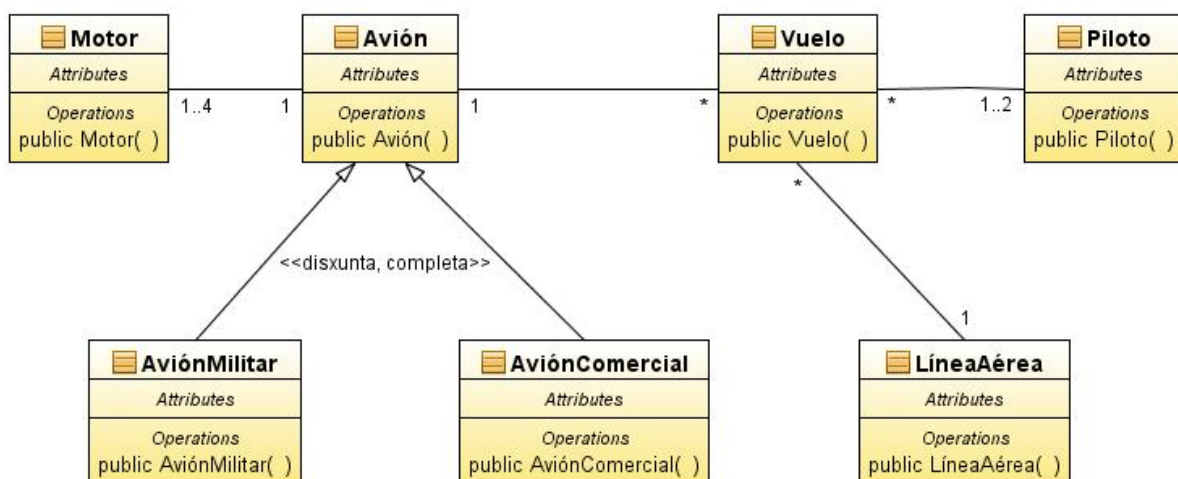 Motor
Attributes
Operations
public Motor( )
1..4
1
Avión
Attributes
Operations
public Avión( )
1
*
Vuelo
Attributes
Operations
public Vuelo( )
*
1..2
Piloto
Attributes
Operations
public Piloto( )
*
1
<<disxunta, completa>>
AviónMilitar
Attributes
Operations
public AviónMilitar( )
AviónComercial
Attributes
Operations
public AviónComercial( )
LíneaAérea
Attributes
Operations
public LíneaAérea( )